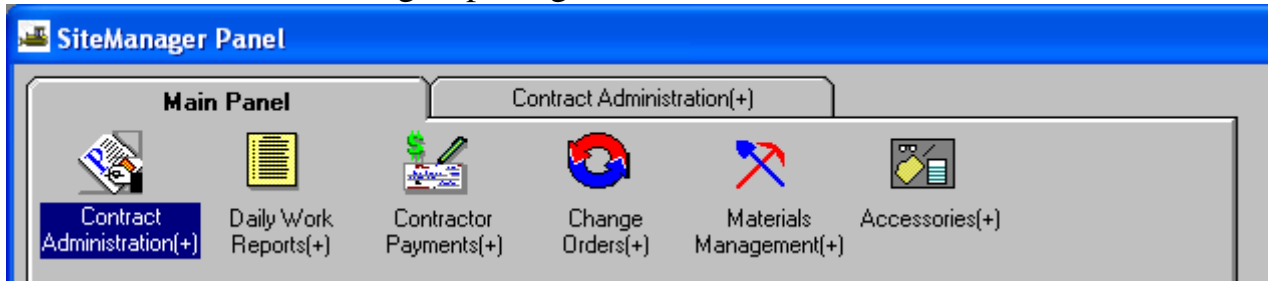 SiteManager Panel
Main Panel
Contract Administration(+)
Contract
Administration(+)
Daily Work
Reports(+)
Contractor
Payments(+)
Change
Orders(+)
Materials
Management(+)
Accessories(+)